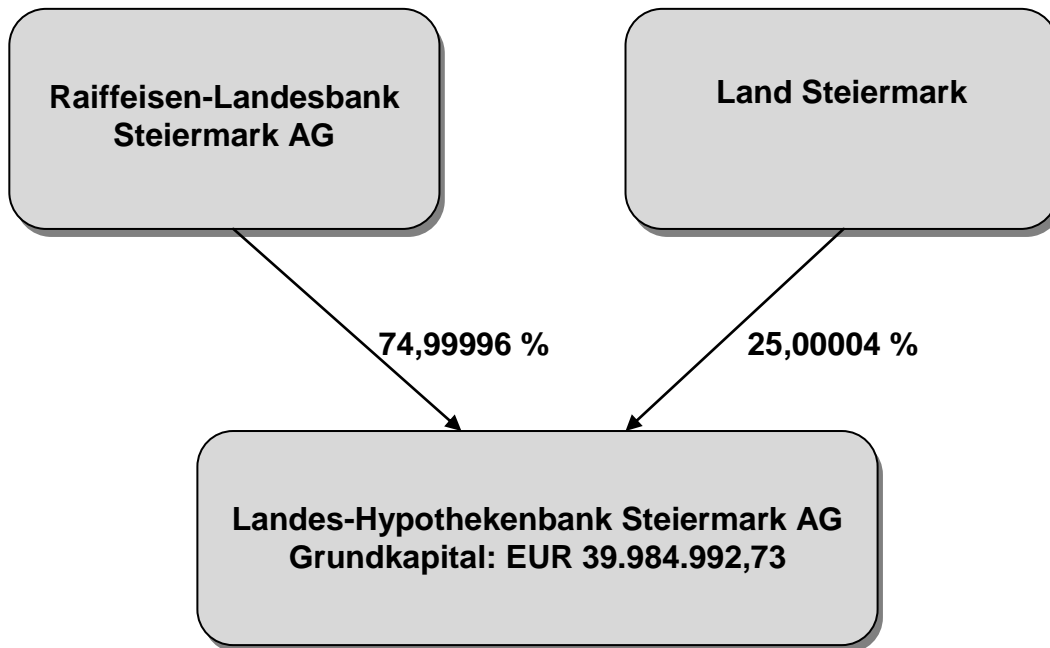 Raiffeisen-Landesbank
Steiermark AG
Land Steiermark
74,99996 %
25,00004 %
Landes-Hypothekenbank Steiermark AG
Grundkapital: EUR 39.984.992,73